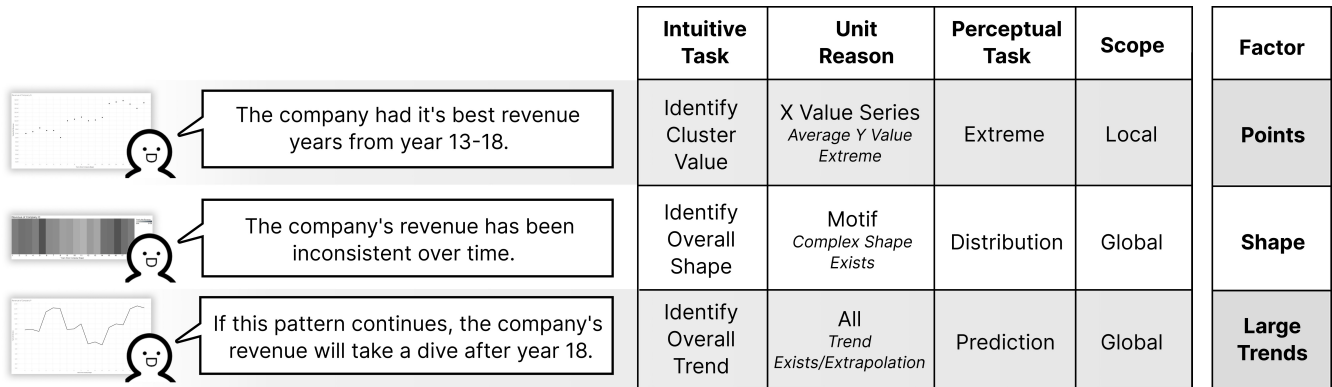 Intuitive Task
Unit Reason
Perceptual Task
Scope
Factor
The company had it's best revenue
years from year 13-18.
Identify
Cluster
Value
X Value Series
Average Y Value
Extreme
Extreme
Local
Points
The company's revenue has been
inconsistent over time.
Identify
Overall
Shape
Motif
Complex Shape
Exists
Distribution
Global
Shape
If this pattern continues, the company's
revenue will take a dive after year 18.
Identify
Overall
Trend
All
Trend
Exists/Extrapolation
Prediction
Global
Large
Trends